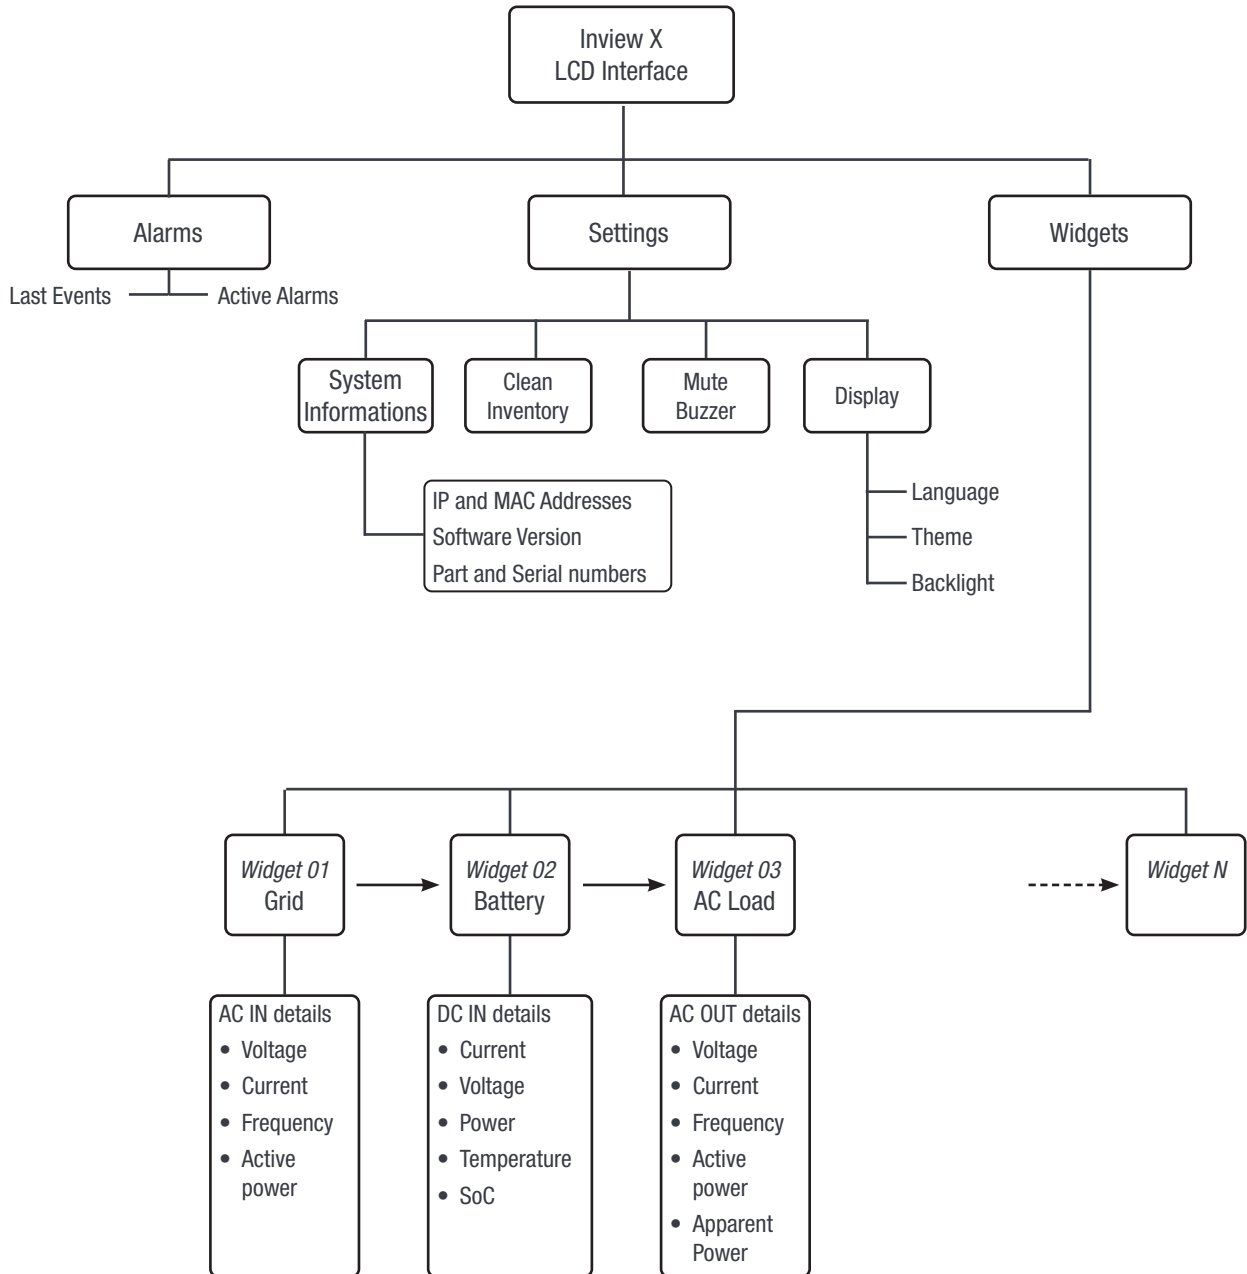 Inview X
LCD Interface
Alarms
Settings
Widgets
Last Events
Active Alarms
System
Informations
Clean
Inventory
Mute
Buzzer
Display
IP and MAC Addresses
Software Version
Part and Serial numbers
Language
Theme
Backlight
Widget 01
Grid
Widget 02
Battery
Widget 03
AC Load
Widget N
AC IN details
• Voltage
• Current
• Frequency
• Active
power
DC IN details
• Current
• Voltage
• Power
• Temperature
• SoC
AC OUT details
• Voltage
• Current
• Frequency
• Active
power
• Apparent
Power